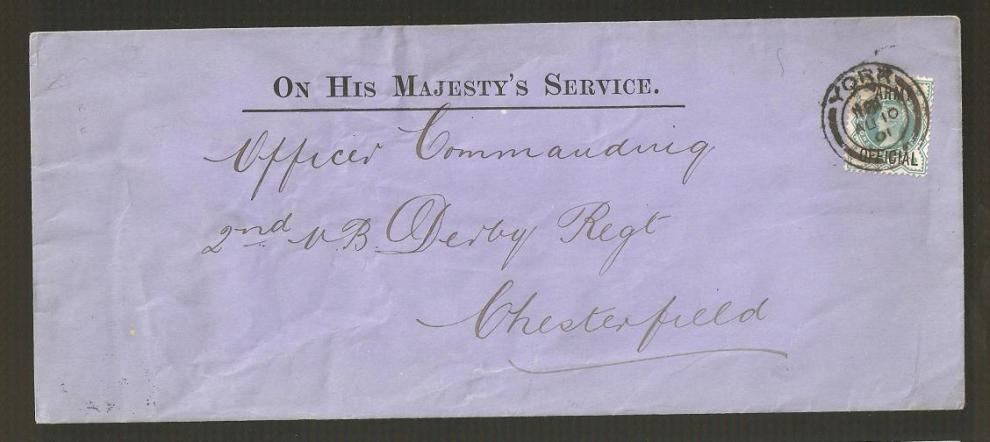 ON HIS MAJESTY'S SERVICE.
YORK
ARMY
10
01
OFFICIAL
Officer Commanding
2nd V.B. Derby Regt
Chesterfield